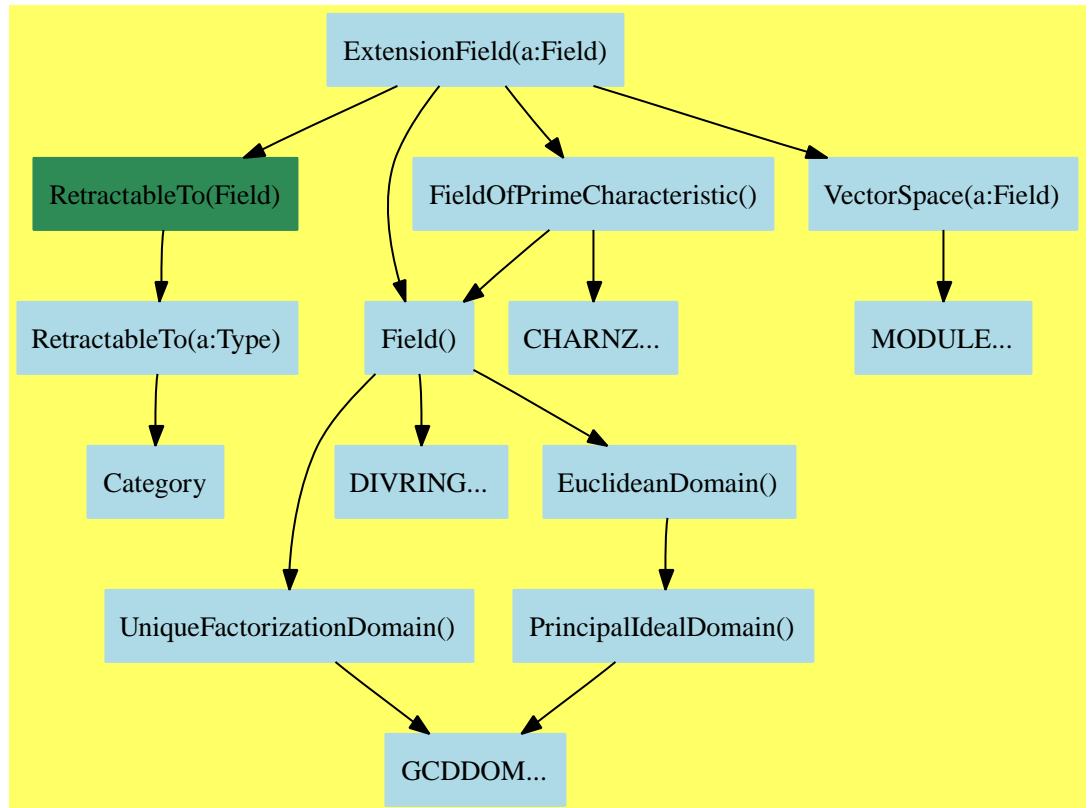 ExtensionField(a:Field)
RetractableTo(Field)
FieldOfPrimeCharacteristic()
VectorSpace(a:Field)
RetractableTo(a:Type)
Field()
CHARNZ...
MODULE...
Category
DIVRING...
EuclideanDomain()
UniqueFactorizationDomain()
PrincipalIdealDomain()
GCDDOM...